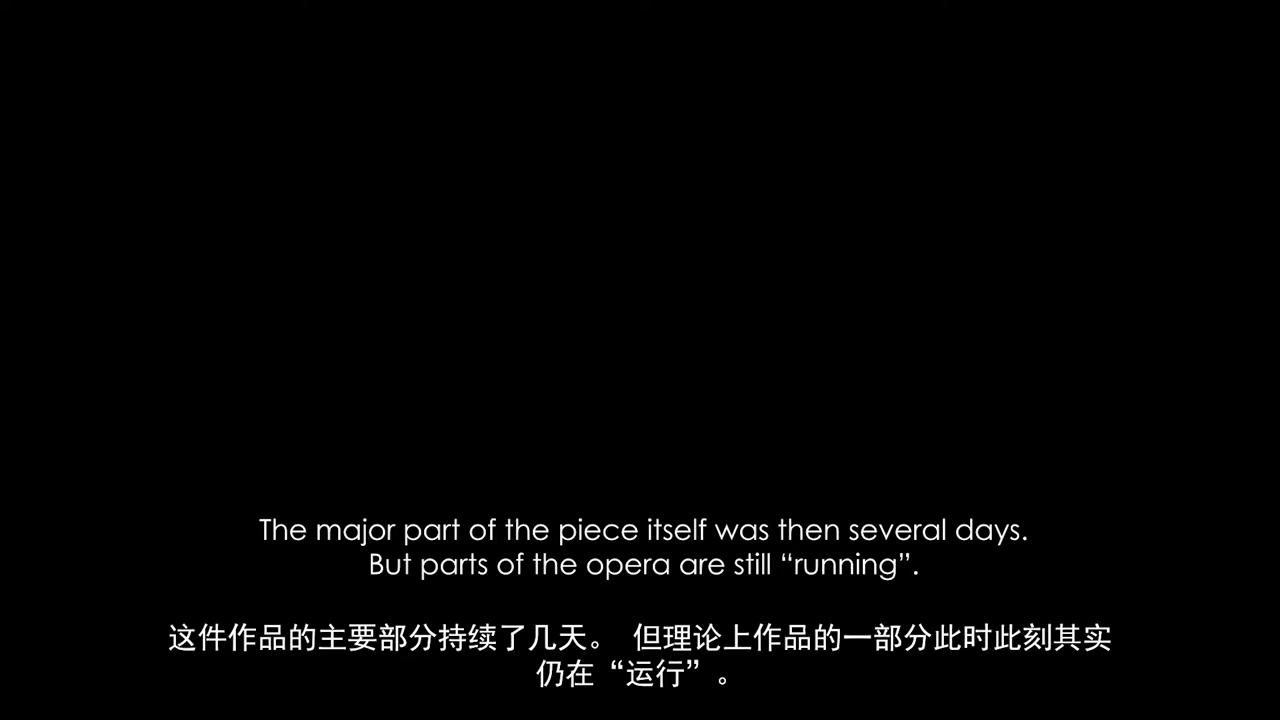 The major part of the piece itself was then several days.
But parts of the opera are still “running”.
这件作品的主要部分持续了几天。 但理论上作品的一部分此时此刻其实
仍在“运行”。